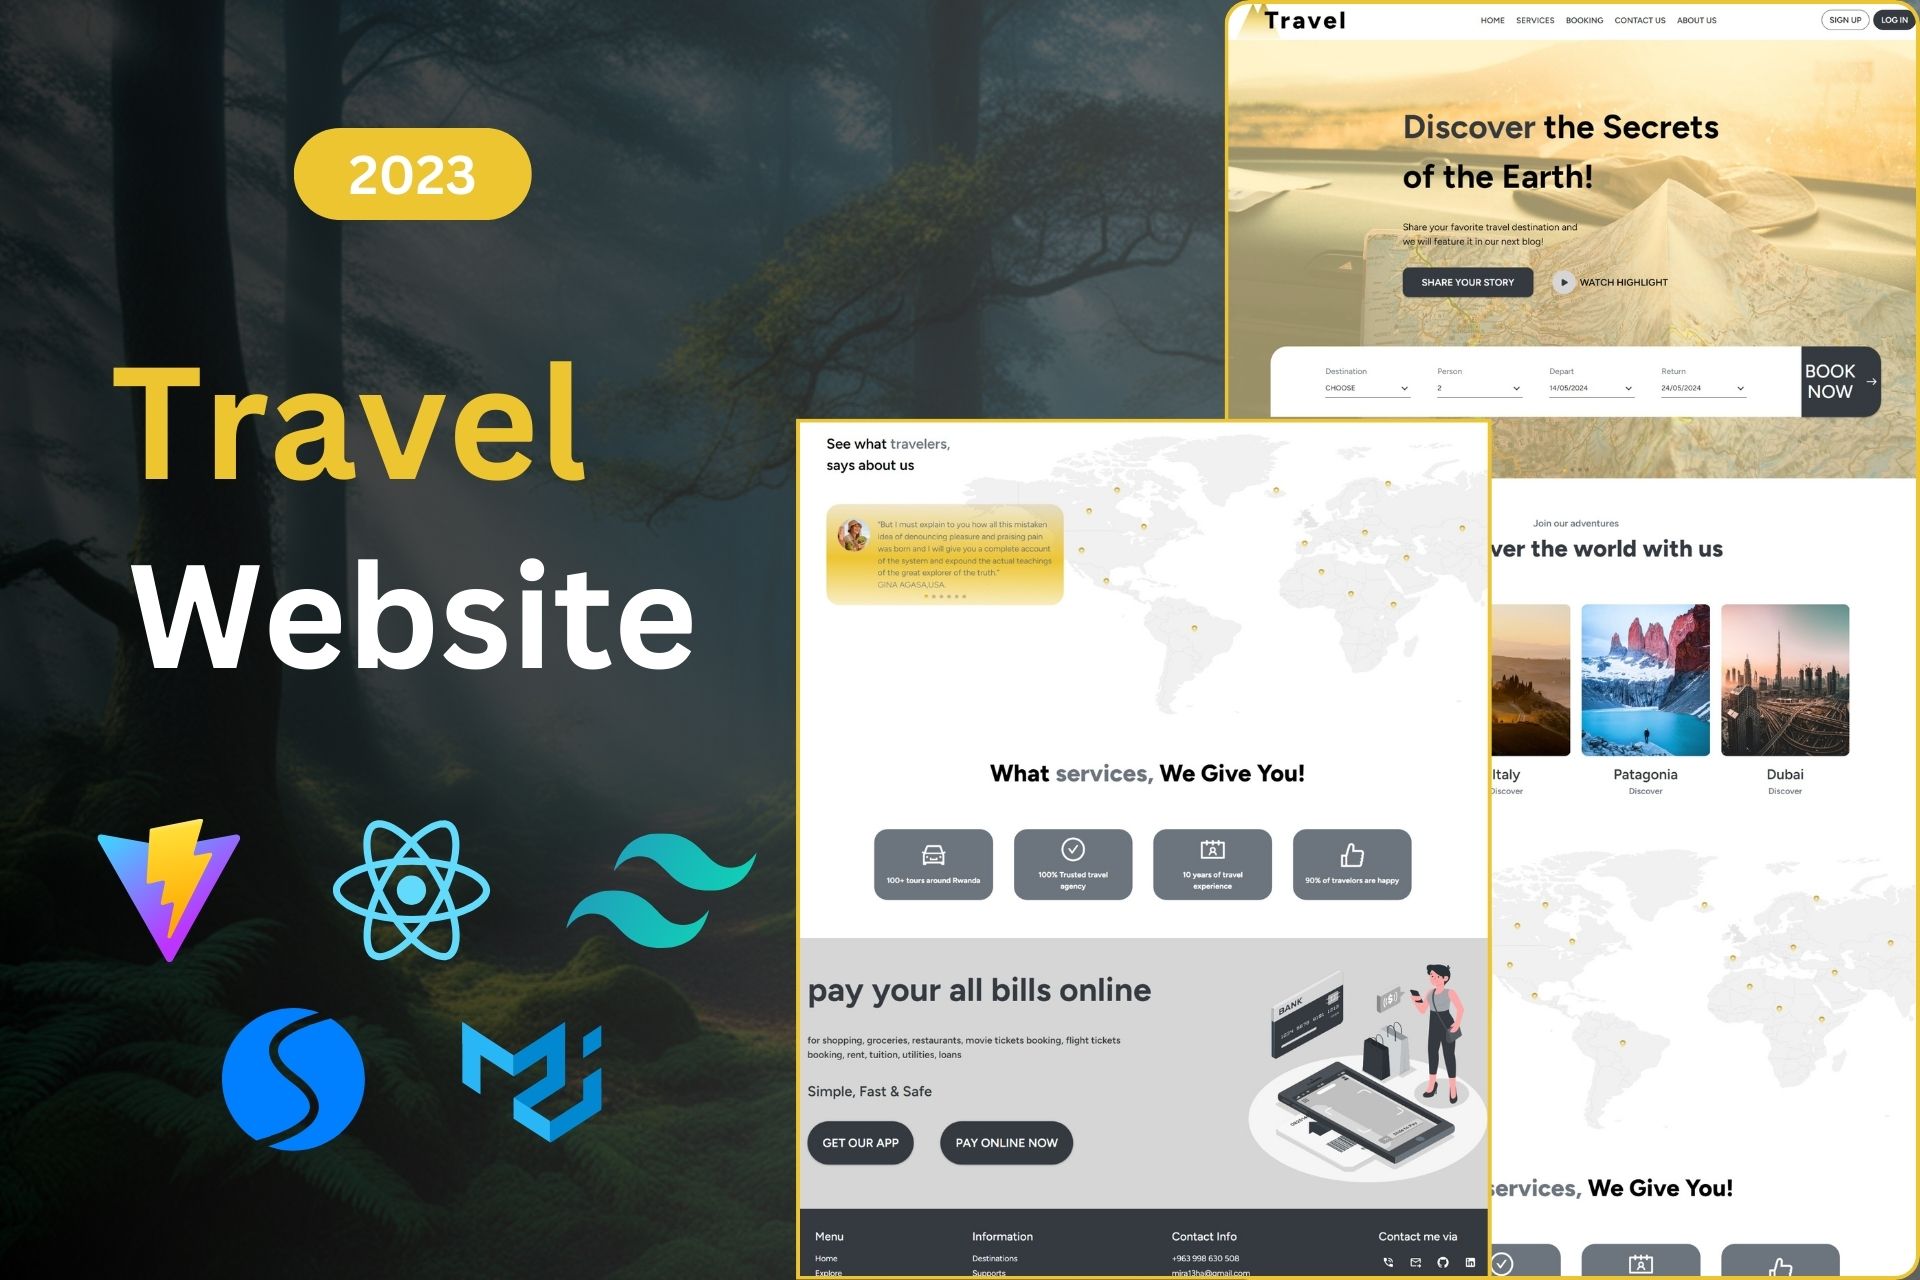 2023
Travel
Website
Travel
HOME SERVICES BOOKING CONTACT US ABOUT US
SIGN UP LOG IN
Discover the Secrets
of the Earth!
Share your favorite travel destination and
we will feature it in our next blog!
SHARE YOUR STORY
WATCH HIGHLIGHT
Destination Person Depart Return
CHOOSE 2 14/05/2024 24/05/2024
BOOK
NOW
Join our adventures
ver the world with us
Italy Patagonia Dubai
Discover Discover Discover
services, We Give You!
See what travelers,
says about us
"But I must explain to you how all this mistaken
idea of denouncing pleasure and praising pain
was born and I will give you a complete account
of the system and expound the actual teachings
of the great explorer of the truth."
GINA AGASA,USA.
What services, We Give You!
100+ tours around Rwanda
100% Trusted travel
agency
10 years of travel
experience
90% of travelors are happy
pay your all bills online
for shopping, groceries, restaurants, movie tickets booking, flight tickets
booking, rent, tuition, utilities, loans
Simple, Fast & Safe
GET OUR APP
PAY ONLINE NOW
BANK
Menu Information Contact Info Contact me via
Home Destinations +963 998 630 508
Explore Supports mira13ha@gmail.com